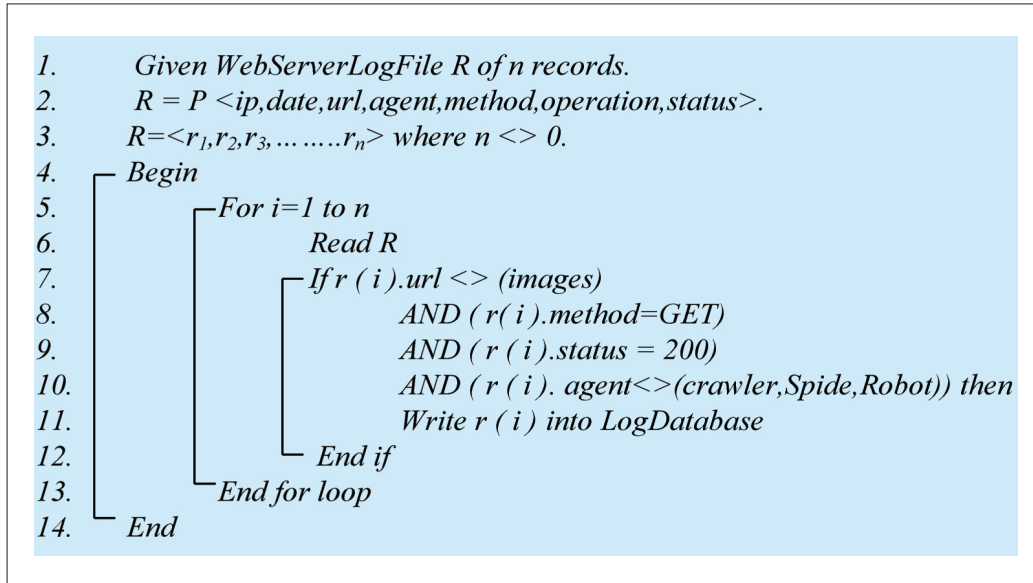 1. Given WebServerLogFile R of n records.
2. R = P <ip,date,url,agent,method,operation,status>.
3. R=<r1,r2,r3,........rn> where n <> 0.
4. Begin
5. For i=1 to n
6. Read R
7. If r ( i ).url <> (images)
8. AND ( r( i ).method=GET)
9. AND ( r ( i ).status = 200)
10. AND ( r ( i ). agent<>(crawler,Spide,Robot)) then
11. Write r ( i ) into LogDatabase
12. End if
13. End for loop
14. End